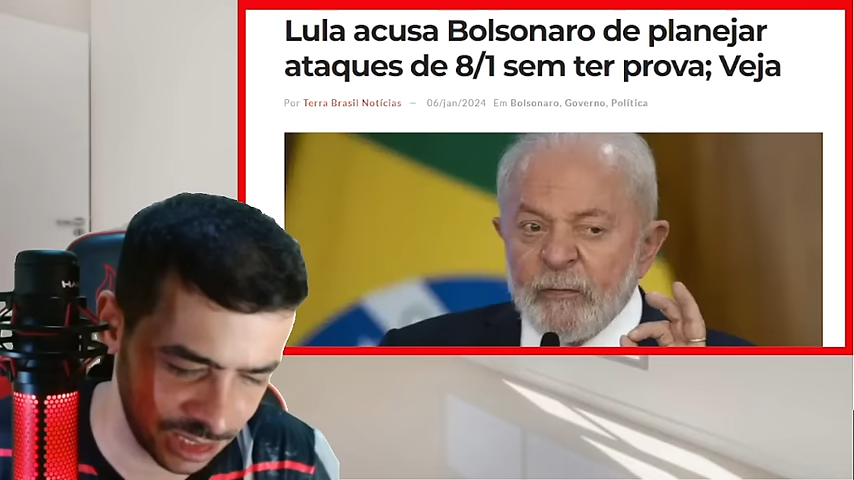 Lula acusa Bolsonaro de planejar
ataques de 8/1 sem ter prova; Veja
Por Terra Brasil Notícias — 06/jan/2024 Em Bolsonaro, Governo, Política